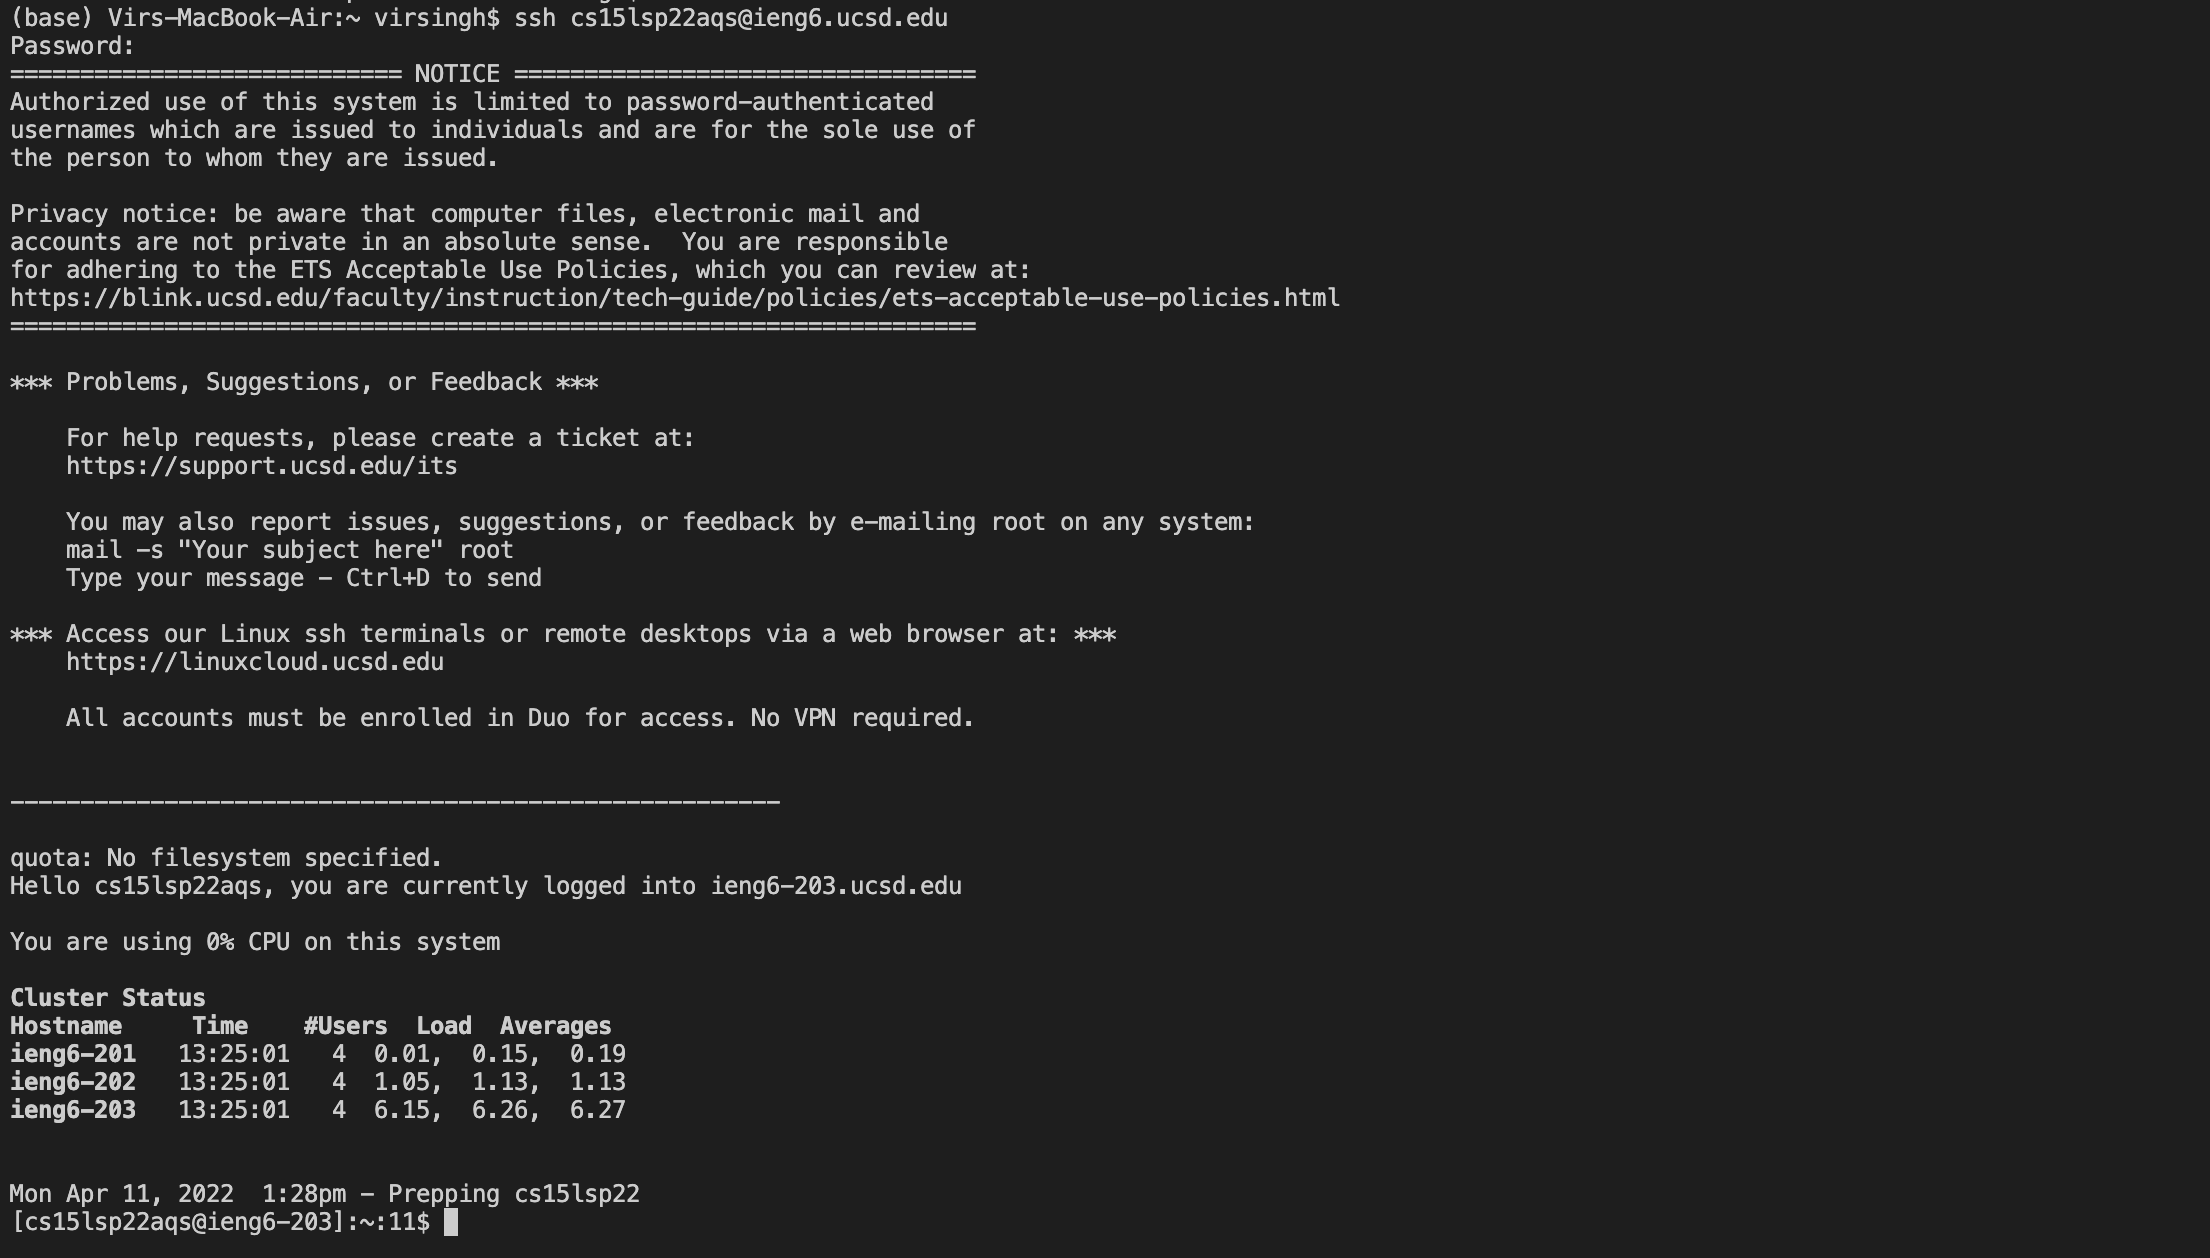 (base) Virs-MacBook-Air:~ virsingh$ ssh cs15lsp22aqs@ieng6.ucsd.edu
Password:
============================ NOTICE =================================
Authorized use of this system is limited to password-authenticated
usernames which are issued to individuals and are for the sole use of
the person to whom they are issued.
Privacy notice: be aware that computer files, electronic mail and
accounts are not private in an absolute sense.  You are responsible
for adhering to the ETS Acceptable Use Policies, which you can review at:
https://blink.ucsd.edu/faculty/instruction/tech-guide/policies/ets-acceptable-use-policies.html
=====================================================================
*** Problems, Suggestions, or Feedback ***
For help requests, please create a ticket at:
https://support.ucsd.edu/its
You may also report issues, suggestions, or feedback by e-mailing root on any system:
mail -s "Your subject here" root
Type your message - Ctrl+D to send
*** Access our Linux ssh terminals or remote desktops via a web browser at: ***
https://linuxcloud.ucsd.edu
All accounts must be enrolled in Duo for access. No VPN required.
-------------------------------------------------------
quota: No filesystem specified.
Hello cs15lsp22aqs, you are currently logged into ieng6-203.ucsd.edu
You are using 0% CPU on this system
Cluster Status
Hostname     Time    #Users  Load  Averages
ieng6-201   13:25:01   4  0.01,  0.15,  0.19
ieng6-202   13:25:01   4  1.05,  1.13,  1.13
ieng6-203   13:25:01   4  6.15,  6.26,  6.27
Mon Apr 11, 2022  1:28pm - Prepping cs15lsp22
[cs15lsp22aqs@ieng6-203]:~:11$